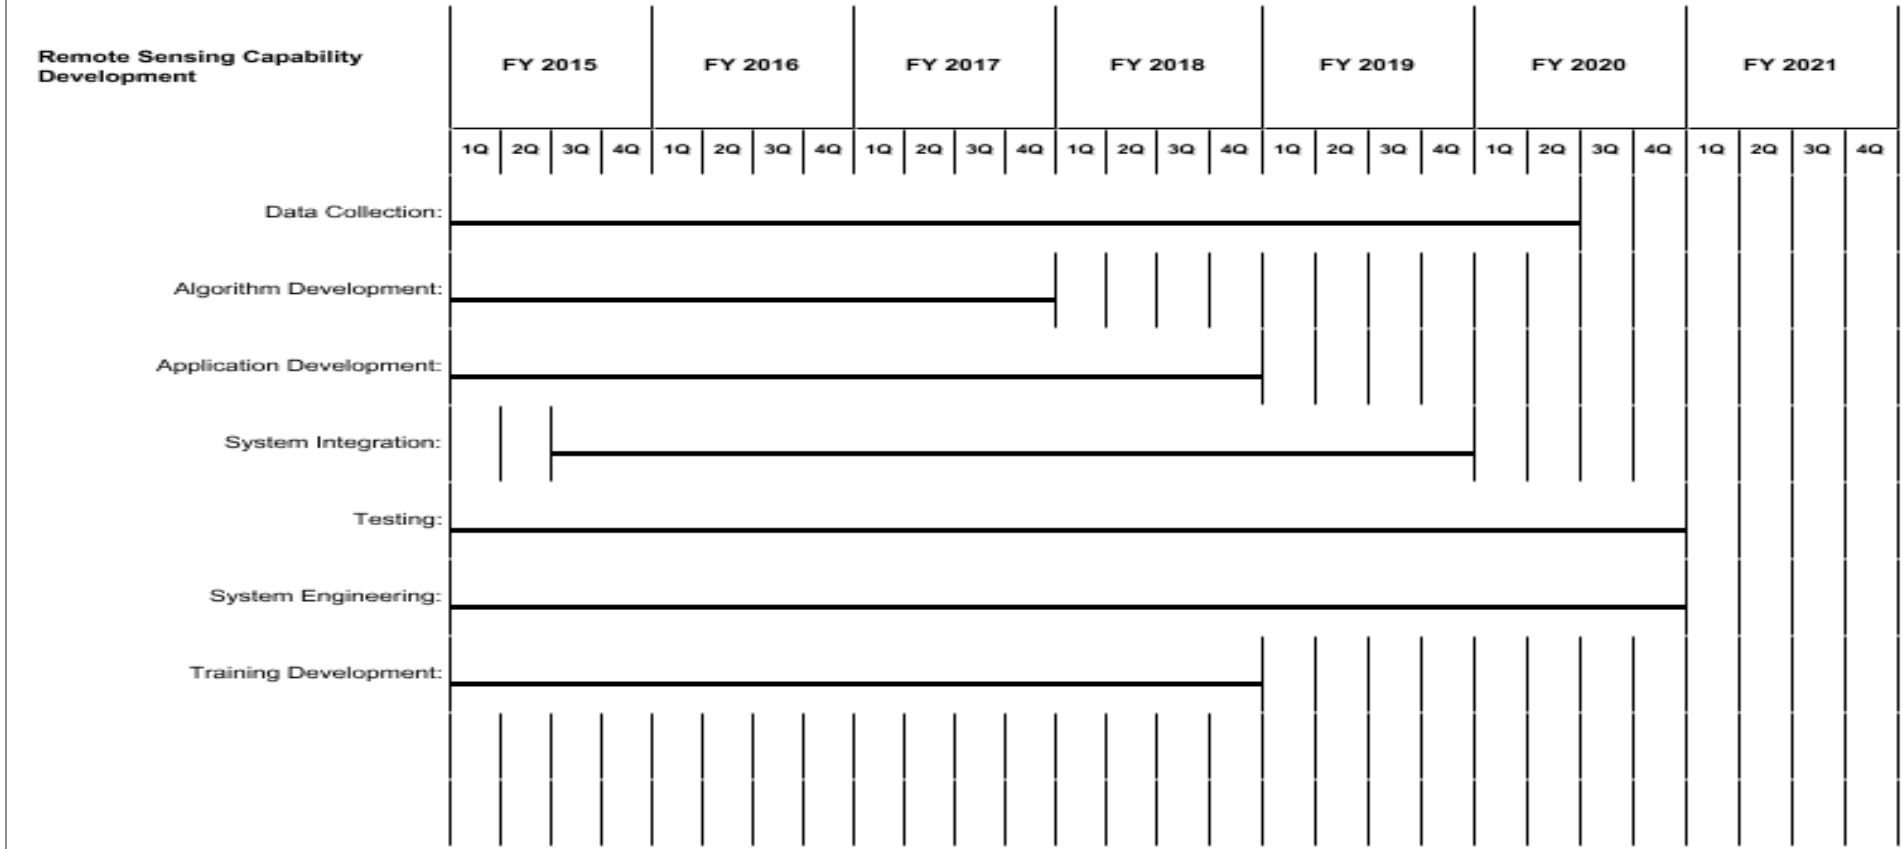 Remote Sensing Capability
Development
FY 2015 FY 2016 FY 2017 FY 2018 FY 2019 FY 2020 FY 2021
1Q 2Q 3Q 4Q 1Q 2Q 3Q 4Q 1Q 2Q 3Q 4Q 1Q 2Q 3Q 4Q 1Q 2Q 3Q 4Q 1Q 2Q 3Q 4Q 1Q 2Q 3Q 4Q
Data Collection:
Algorithm Development:
Application Development:
System Integration:
Testing:
System Engineering:
Training Development: